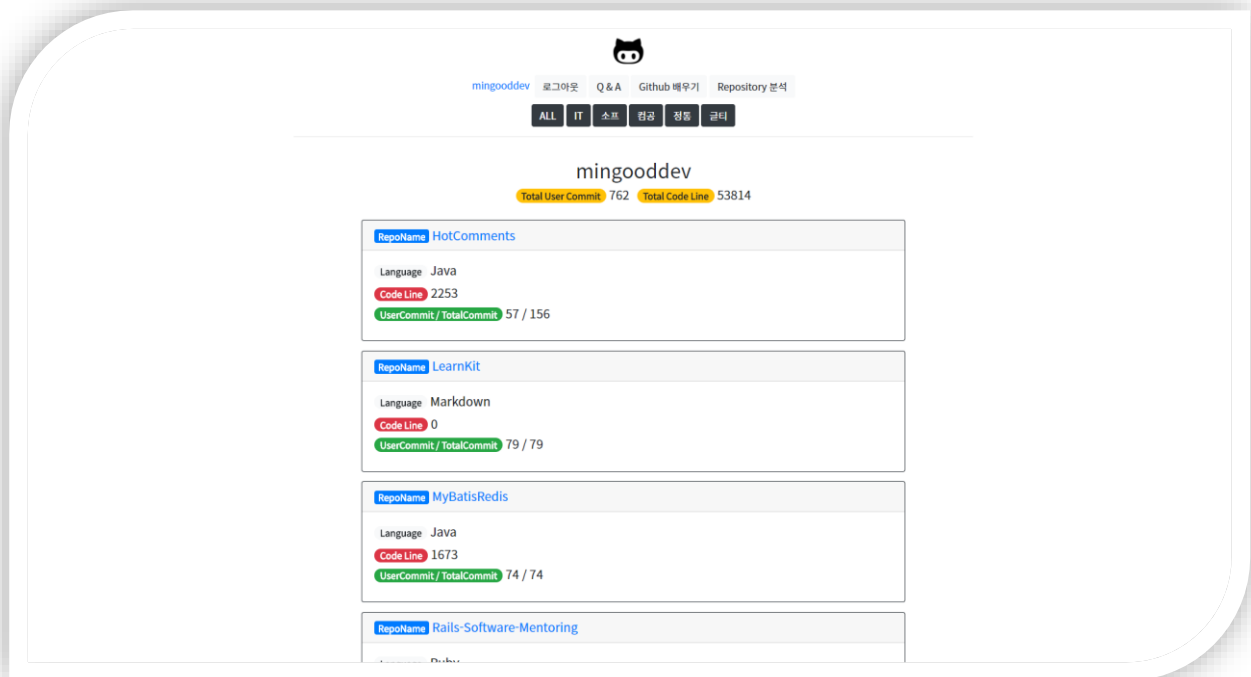 mingooddev 로그아웃 Q & A Github 배우기 Repository 분석
ALL IT 소프 컴공 정통 글티
mingooddev
Total User Commit 762 Total Code Line 53814
RepoName HotComments
Language Java
Code Line 2253
UserCommit / TotalCommit 57 / 156
RepoName LearnKit
Language Markdown
Code Line 0
UserCommit / TotalCommit 79 / 79
RepoName MyBatisRedis
Language Java
Code Line 1673
UserCommit / TotalCommit 74 / 74
RepoName Rails-Software-Mentoring
Language Ruby